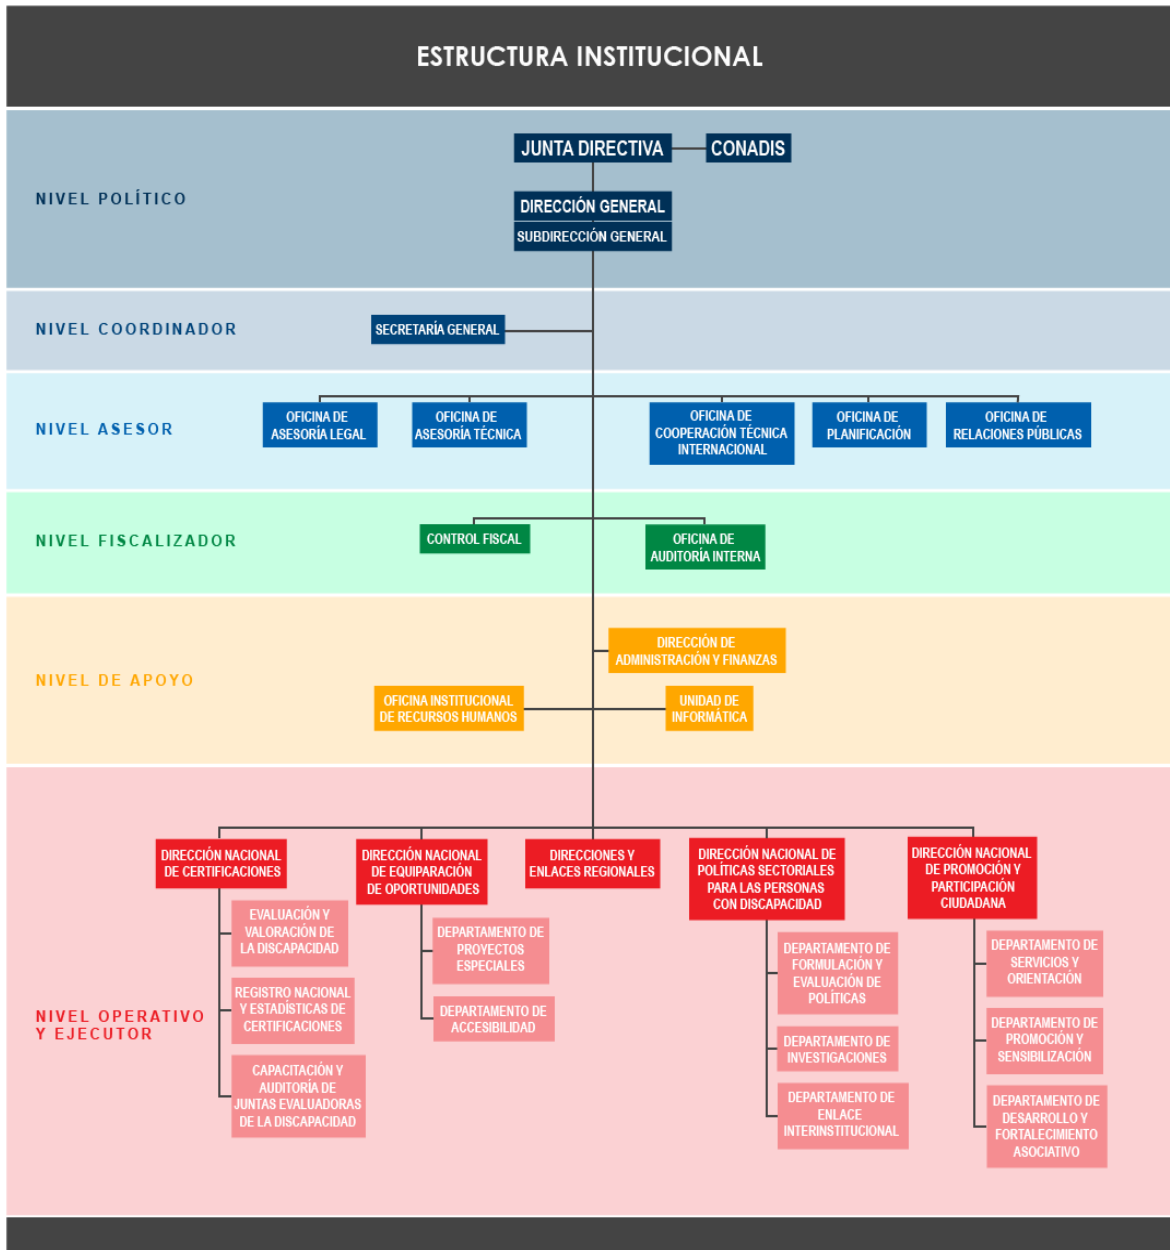 ESTRUCTURA INSTITUCIONAL
NIVEL POLÍTICO
JUNTA DIRECTIVA
CONADIS
DIRECCIÓN GENERAL
SUBDIRECCIÓN GENERAL
NIVEL COORDINADOR
SECRETARÍA GENERAL
NIVEL ASESOR
OFICINA DE
ASESORÍA LEGAL
OFICINA DE
ASESORÍA TÉCNICA
OFICINA DE
COOPERACIÓN TÉCNICA
INTERNACIONAL
OFICINA DE
PLANIFICACIÓN
OFICINA DE
RELACIONES PÚBLICAS
NIVEL FISCALIZADOR
CONTROL FISCAL
OFICINA DE
AUDITORÍA INTERNA
NIVEL DE APOYO
DIRECCIÓN DE
ADMINISTRACIÓN Y FINANZAS
OFICINA INSTITUCIONAL
DE RECURSOS HUMANOS
UNIDAD DE
INFORMÁTICA
NIVEL OPERATIVO
Y EJECUTOR
DIRECCIÓN NACIONAL
DE CERTIFICACIONES
EVALUACIÓN Y
VALORACIÓN DE
LA DISCAPACIDAD
REGISTRO NACIONAL
Y ESTADÍSTICAS DE
CERTIFICACIONES
CAPACITACIÓN Y
AUDITORÍA DE
JUNTAS EVALUADORAS
DE LA DISCAPACIDAD
DIRECCIÓN NACIONAL
DE EQUIPARACIÓN
DE OPORTUNIDADES
DEPARTAMENTO DE
PROYECTOS
ESPECIALES
DEPARTAMENTO DE
ACCESIBILIDAD
DIRECCIONES Y
ENLACES REGIONALES
DIRECCIÓN NACIONAL DE
POLÍTICAS SECTORIALES
PARA LAS PERSONAS
CON DISCAPACIDAD
DEPARTAMENTO DE
FORMULACIÓN Y
EVALUACIÓN DE
POLÍTICAS
DEPARTAMENTO DE
INVESTIGACIONES
DEPARTAMENTO DE
ENLACE
INTERINSTITUCIONAL
DIRECCIÓN NACIONAL
DE PROMOCIÓN Y
PARTICIPACIÓN
CIUDADANA
DEPARTAMENTO DE
SERVICIOS Y
ORIENTACIÓN
DEPARTAMENTO DE
PROMOCIÓN Y
SENSIBILIZACIÓN
DEPARTAMENTO DE
DESARROLLO Y
FORTALECIMIENTO
ASOCIATIVO